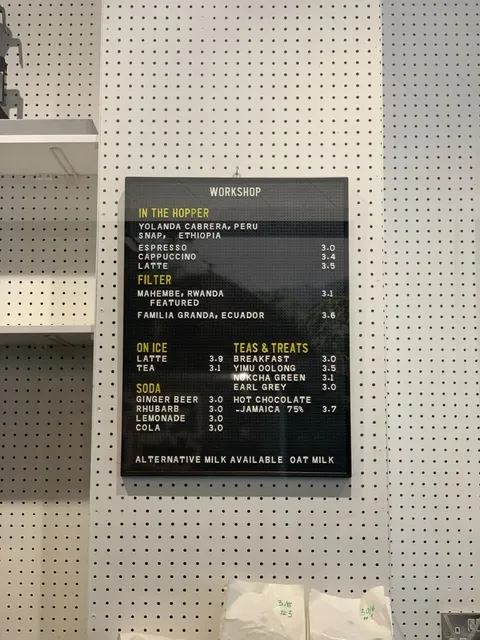 WORKSHOP
IN THE HOPPER
YOLANDA CABRERA, PERU
SNAP, ETHIOPIA
ESPRESSO 3.0
CAPPUCCINO 3.4
LATTE 3.5
FILTER
MAHEMBE, RWANDA 3.1
FEATURED
FAMILIA GRANDA, ECUADOR 3.6
ON ICE
LATTE 3.9
TEA 3.1
SODA
GINGER BEER 3.0
RHUBARB 3.0
LEMONADE 3.0
COLA 3.0
TEAS & TREATS
BREAKFAST 3.0
YIMU OOLONG 3.5
NOKCHA GREEN 3.1
EARL GREY 3.0
HOT CHOCOLATE
-JAMAICA 75% 3.7
ALTERNATIVE MILK AVAILABLE OAT MILK